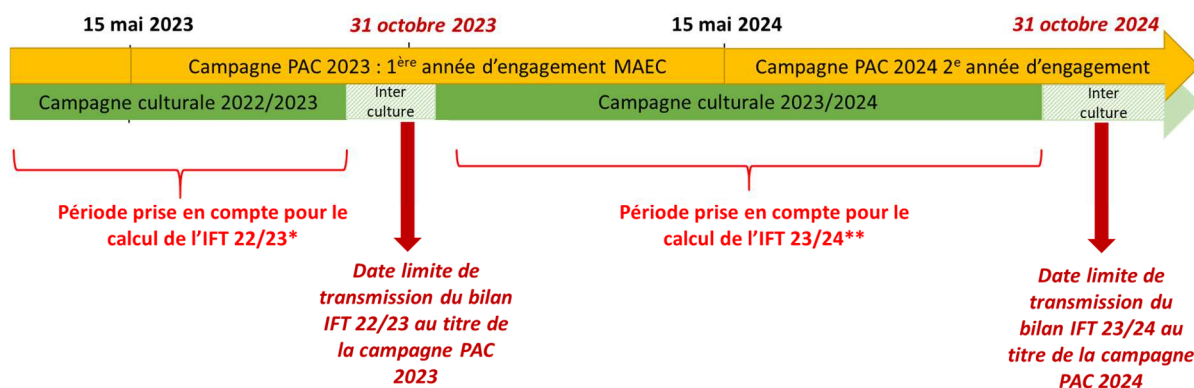 15 mai 2023
31 octobre 2023
15 mai 2024
31 octobre 2024
Campagne PAC 2023 : 1ère année d’engagement MAEC
Campagne PAC 2024 2e année d’engagement
Campagne culturale 2022/2023
Inter
culture
Campagne culturale 2023/2024
Inter
culture
Période prise en compte pour le
calcul de l’IFT 22/23*
Période prise en compte pour le
calcul de l’IFT 23/24**
Date limite de
transmission du bilan
IFT 22/23 au titre de
la campagne PAC
2023
Date limite de
transmission du
bilan IFT 23/24 au
titre de la campagne
PAC 2024